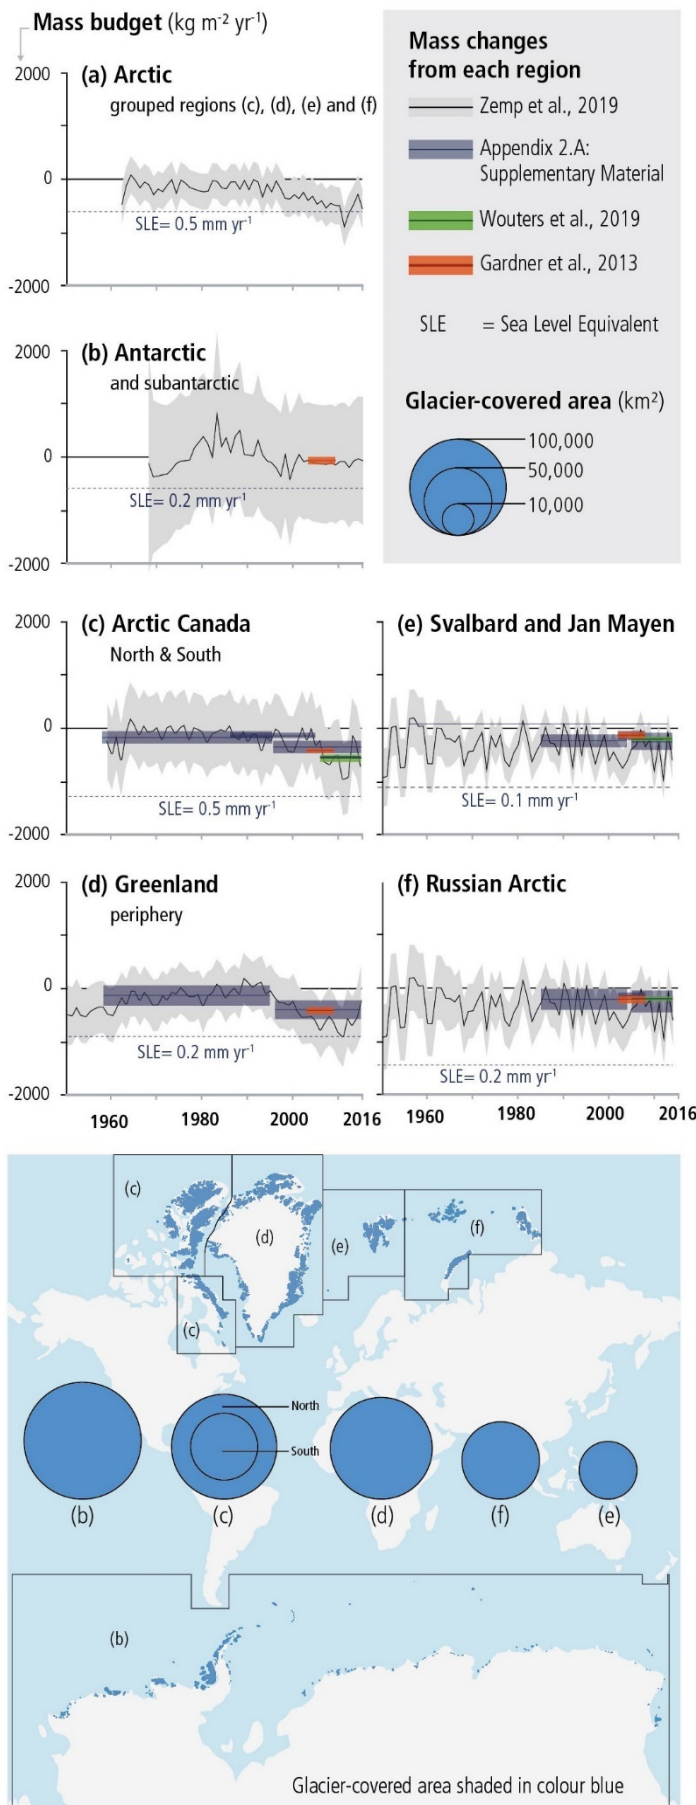 Mass budget (kg m⁻² yr⁻¹)
2000
0
-2000
(a) Arctic
grouped regions (c), (d), (e) and (f)
SLE= 0.5 mm yr⁻¹
Mass changes
from each region
Zemp et al., 2019
Appendix 2.A:
Supplementary Material
Wouters et al., 2019
Gardner et al., 2013
SLE = Sea Level Equivalent
Glacier-covered area (km²)
100,000
50,000
10,000
2000
0
-2000
(b) Antarctic
and subantarctic
SLE= 0.2 mm yr⁻¹
2000
0
-2000
(c) Arctic Canada
North & South
SLE= 0.5 mm yr⁻¹
(e) Svalbard and Jan Mayen
SLE= 0.1 mm yr⁻¹
2000
0
-2000
(d) Greenland
periphery
SLE= 0.2 mm yr⁻¹
(f) Russian Arctic
SLE= 0.2 mm yr⁻¹
1960 1980 2000 2016 1960 1980 2000 2016
(c)
(d)
(e)
(f)
(c)
North
South
(b) (c) (d) (f) (e)
(b)
Glacier-covered area shaded in colour blue